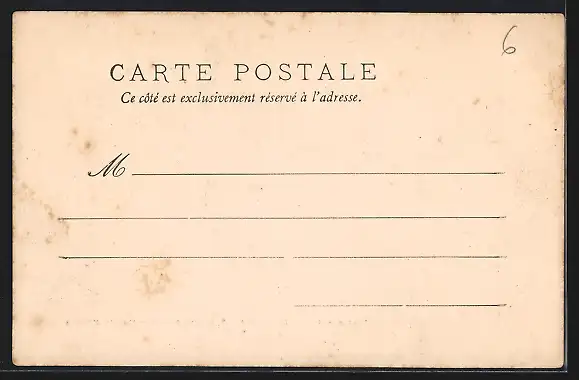 6
CARTE POSTALE
Ce côté est exclusivement réservé à l'adresse.
M